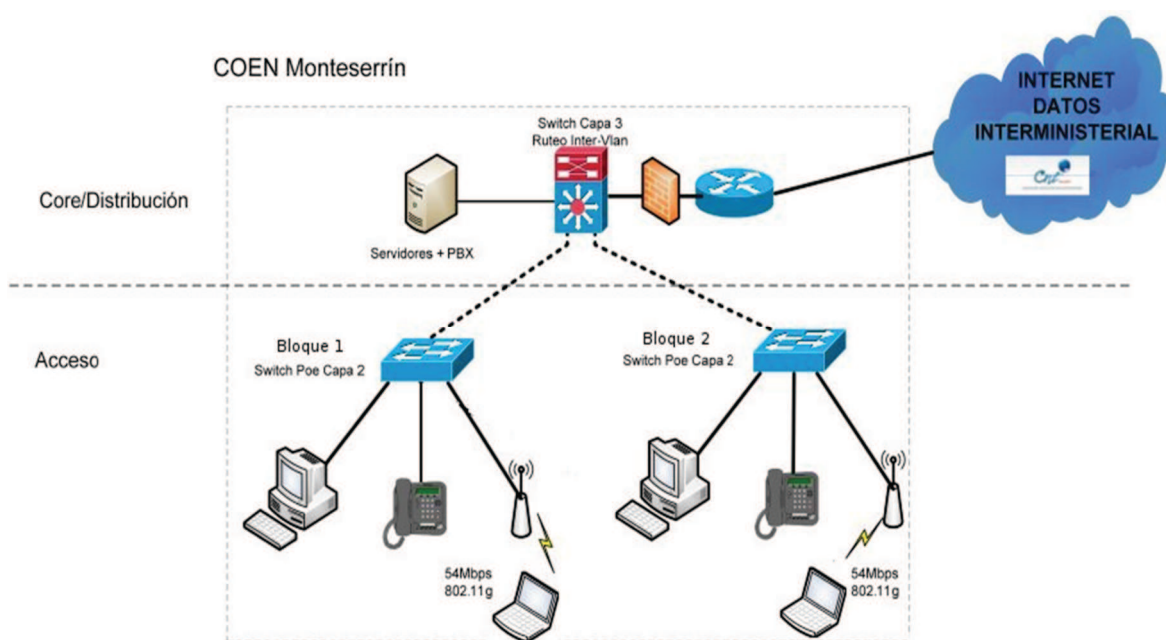 COEN Monteserrín
INTERNET
DATOS
INTERMINISTERIAL
Switch Capa 3
Ruteo Inter-Vlan
Core/Distribución
Servidores + PBX
Acceso
Bloque 1
Switch Poe Capa 2
Bloque 2
Switch Poe Capa 2
54Mbps
802.11g
54Mbps
802.11g